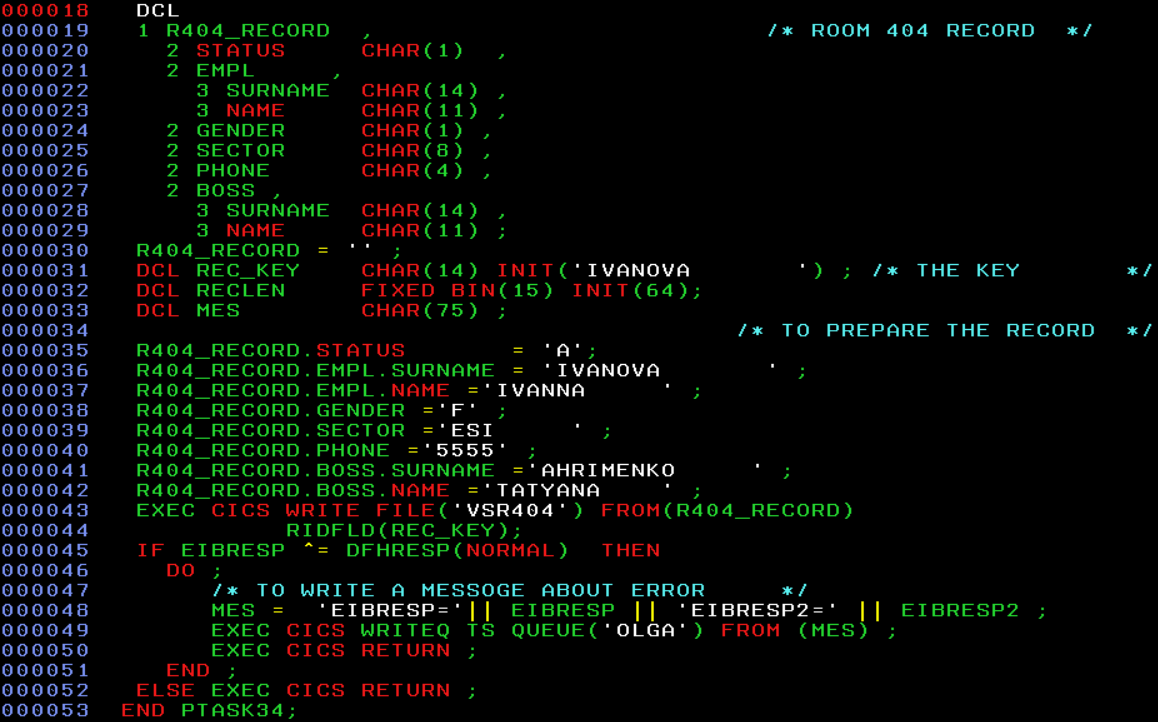 000018   DCL
000019   1 R404_RECORD  ,                             /* ROOM 404 RECORD  */
000020     2 STATUS     CHAR(1)  ,
000021     2 EMPL     ,
000022       3 SURNAME  CHAR(14) ,
000023       3 NAME     CHAR(11) ,
000024     2 GENDER     CHAR(1) ,
000025     2 SECTOR     CHAR(8) ,
000026     2 PHONE      CHAR(4) ,
000027     2 BOSS ,
000028       3 SURNAME  CHAR(14) ,
000029       3 NAME     CHAR(11) ;
000030   R404_RECORD = '' ;
000031   DCL REC_KEY    CHAR(14) INIT('IVANOVA       ') ; /* THE KEY       */
000032   DCL RECLEN     FIXED BIN(15) INIT(64);
000033   DCL MES        CHAR(75) ;
000034                                           /* TO PREPARE THE RECORD  */
000035   R404_RECORD.STATUS       = 'A';
000036   R404_RECORD.EMPL.SURNAME = 'IVANOVA       ' ;
000037   R404_RECORD.EMPL.NAME ='IVANNA     ' ;
000038   R404_RECORD.GENDER ='F' ;
000039   R404_RECORD.SECTOR ='ESI     ' ;
000040   R404_RECORD.PHONE ='5555' ;
000041   R404_RECORD.BOSS.SURNAME ='AHRIMENKO     ' ;
000042   R404_RECORD.BOSS.NAME ='TATYANA    ' ;
000043   EXEC CICS WRITE FILE('VSR404') FROM(R404_RECORD)
000044             RIDFLD(REC_KEY);
000045   IF EIBRESP ^= DFHRESP(NORMAL)  THEN
000046     DO ;
000047        /* TO WRITE A MESSOGE ABOUT ERROR     */
000048        MES =  'EIBRESP='|| EIBRESP || 'EIBRESP2=' || EIBRESP2 ;
000049        EXEC CICS WRITEQ TS QUEUE('OLGA') FROM (MES) ;
000050        EXEC CICS RETURN ;
000051     END ;
000052   ELSE EXEC CICS RETURN ;
000053  END PTASK34;